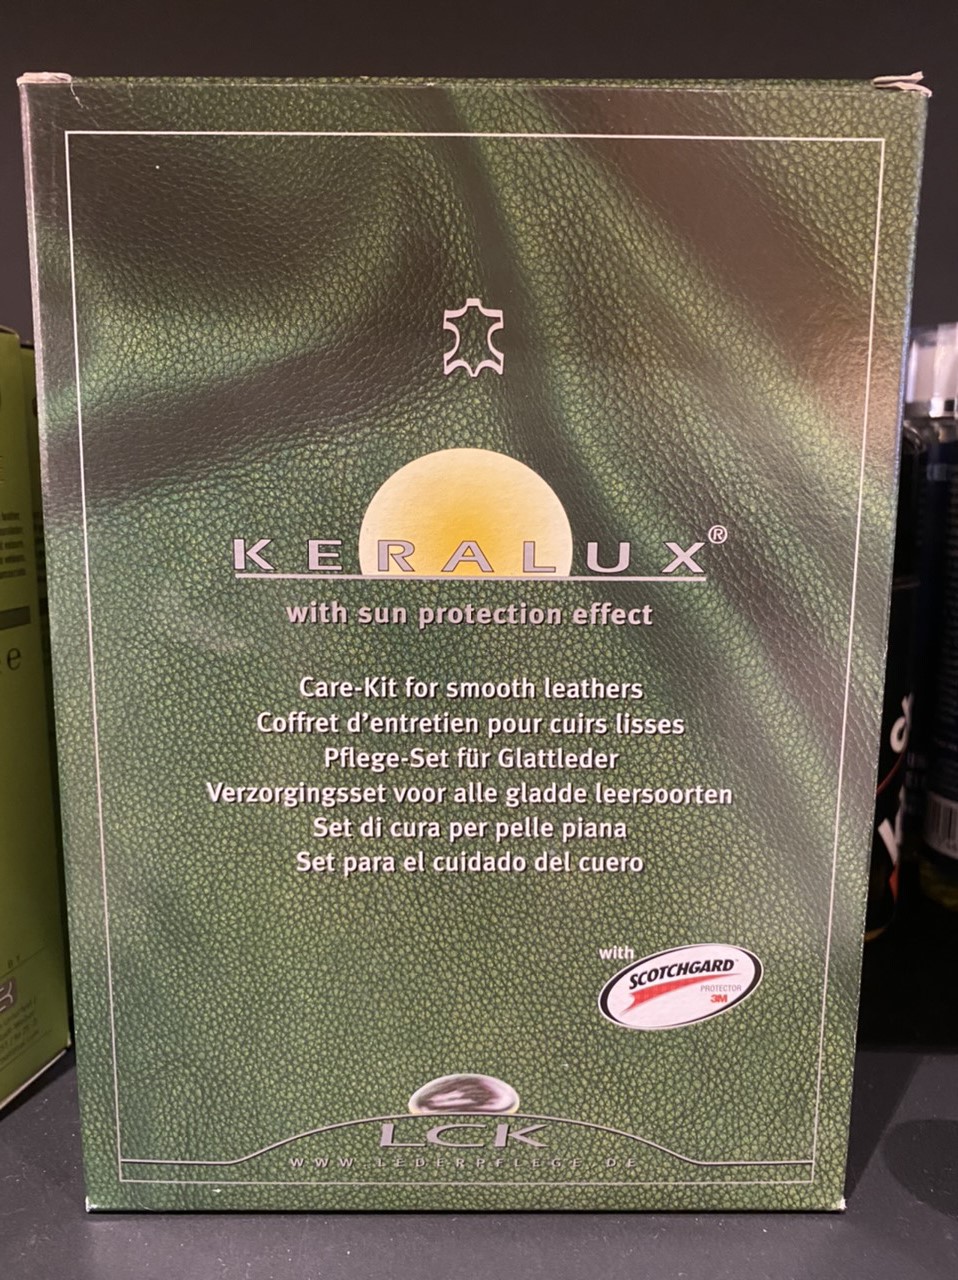 KERALUX®
with sun protection effect
Care-Kit for smooth leathers
Coffret d'entretien pour cuirs lisses
Pflege-Set für Glattleder
Verzorgingsset voor alle gladde leersoorten
Set di cura per pelle piana
Set para el cuidado del cuero
with
SCOTCHGARD™
PROTECTOR
3M
LCK
WWW.LEDERPFLEGE.DE
e